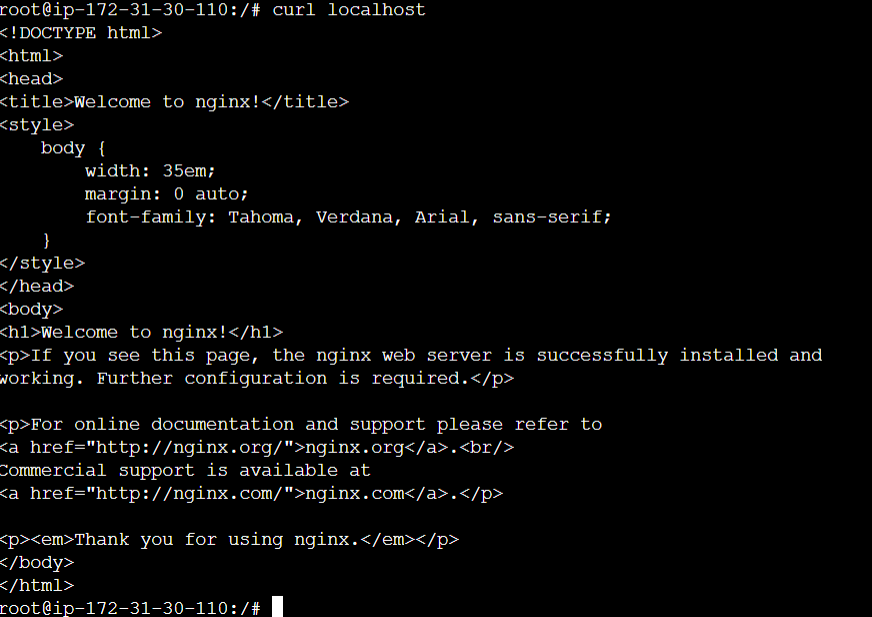 root@ip-172-31-30-110:/# curl localhost
<!DOCTYPE html>
<html>
<head>
<title>Welcome to nginx!</title>
<style>
    body {
        width: 35em;
        margin: 0 auto;
        font-family: Tahoma, Verdana, Arial, sans-serif;
    }
</style>
</head>
<body>
<h1>Welcome to nginx!</h1>
<p>If you see this page, the nginx web server is successfully installed and
working. Further configuration is required.</p>

<p>For online documentation and support please refer to
<a href="http://nginx.org/">nginx.org</a>.<br/>
Commercial support is available at
<a href="http://nginx.com/">nginx.com</a>.</p>

<p><em>Thank you for using nginx.</em></p>
</body>
</html>
root@ip-172-31-30-110:/#